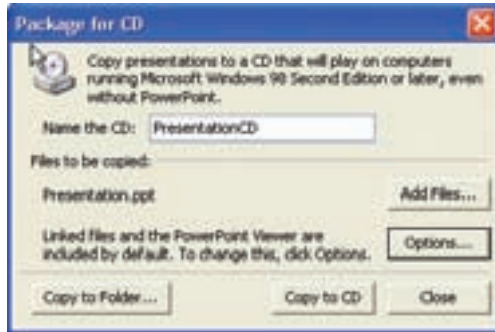 Package for CD
Copy presentations to a CD that will play on computers
running Microsoft Windows 98 Second Edition or later, even
without PowerPoint.
Name the CD: PresentationCD
Files to be copied:
Presentation.ppt
Add Files...
Linked files and the PowerPoint Viewer are
included by default. To change this, click Options.
Options...
Copy to Folder... Copy to CD Close